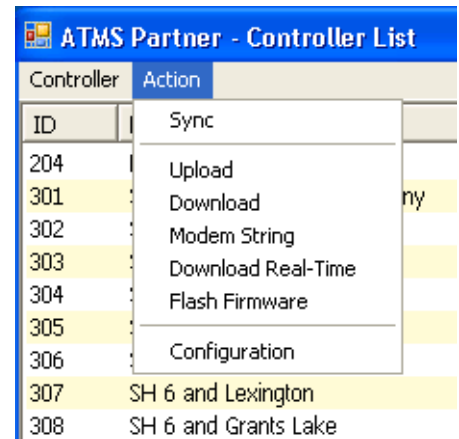 ATMS Partner - Controller List
Controller Action
ID
Sync
204
Upload
301
Download
302
Modem String
303
Download Real-Time
304
Flash Firmware
305
306
Configuration
307 SH 6 and Lexington
308 SH 6 and Grants Lake